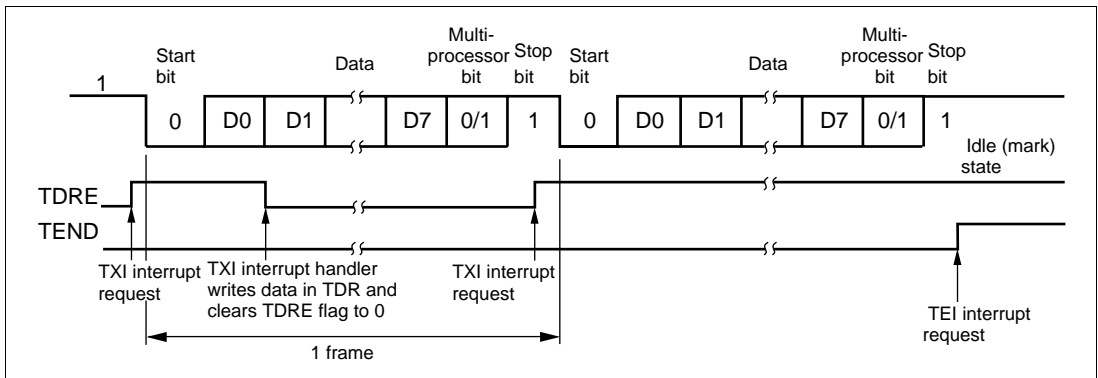 Multi-
Multi-
Start
processor
Stop
Start
processor
Stop
bit
Data
bit
bit
bit
Data
bit
bit
1
0
D0
D1
D7
0/1
1
0
D0
D1
D7
0/1
1
Idle (mark)
state
TDRE
TEND
TXI interrupt
request
TXI interrupt handler
writes data in TDR and
clears TDRE flag to 0
TXI interrupt
request
TEI interrupt
request
1 frame